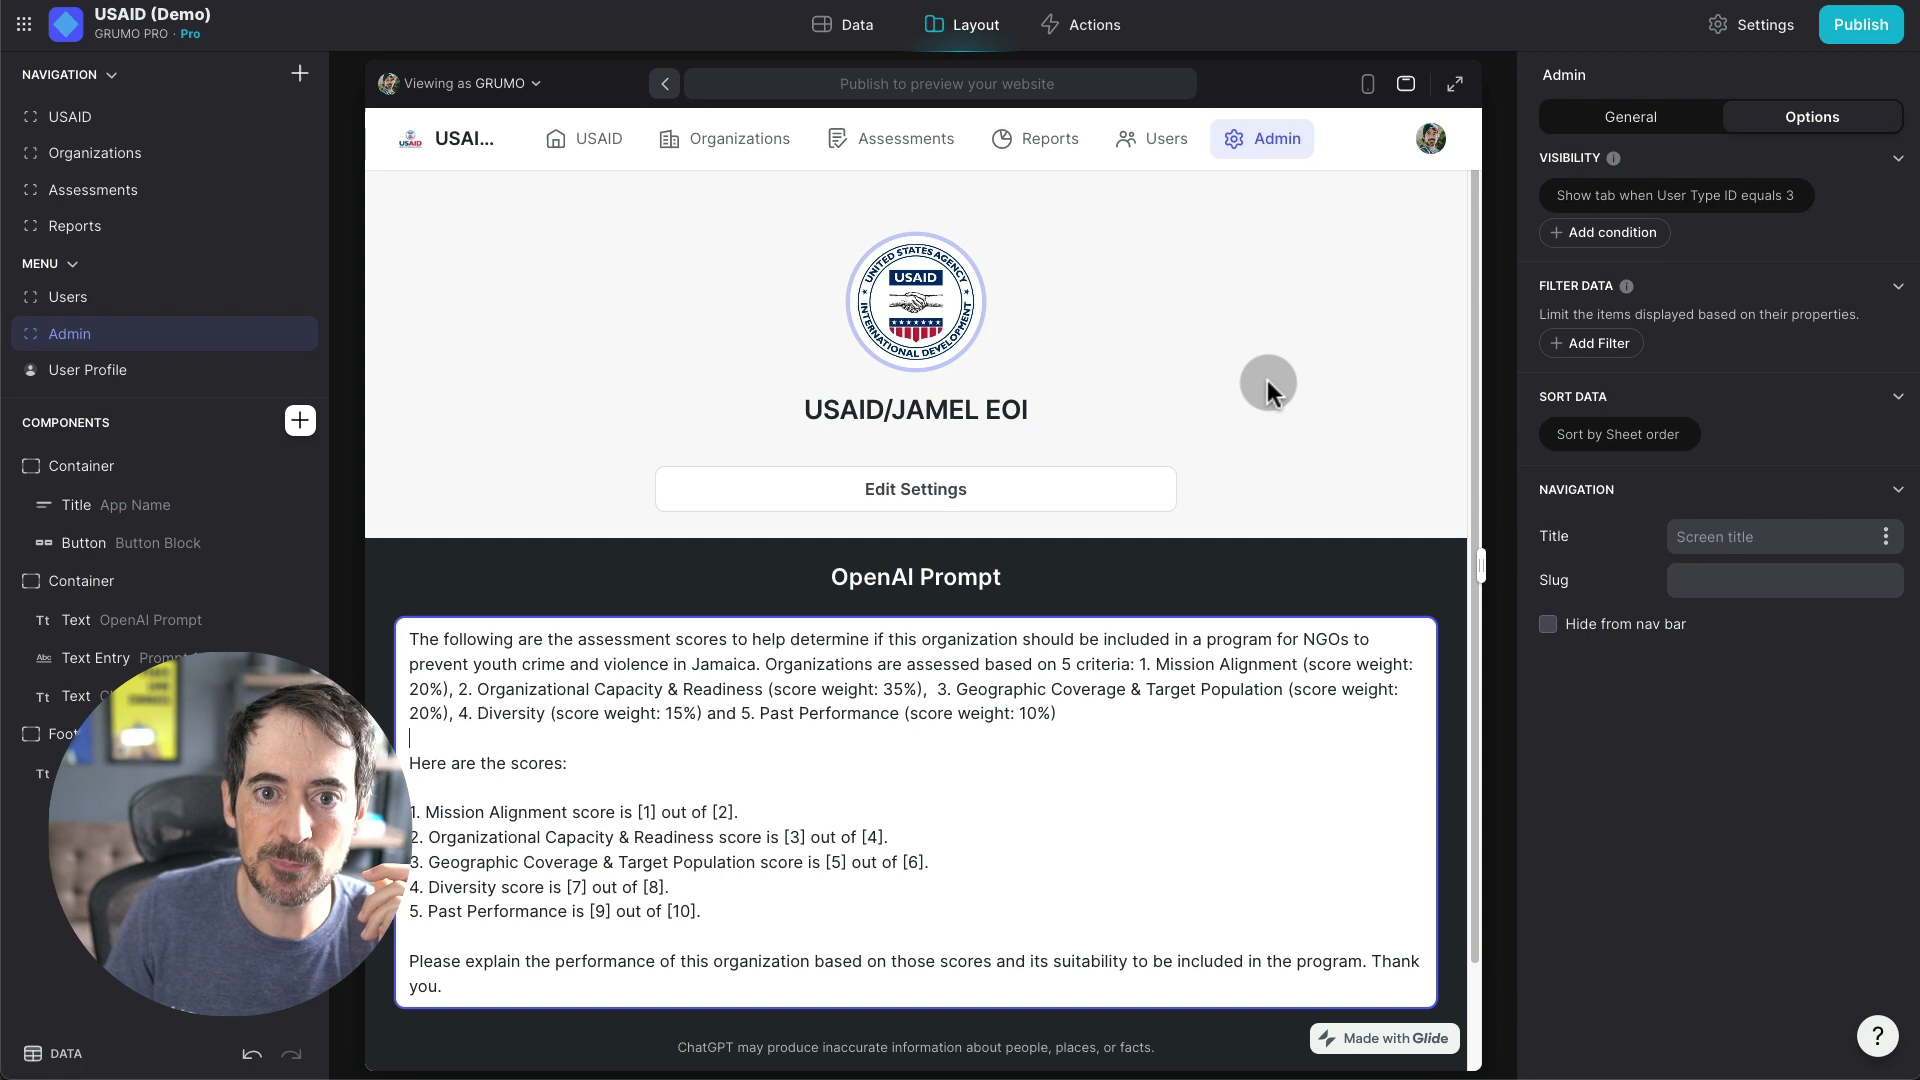 USAID (Demo)
GRUMO PRO · Pro
Data
Layout
Actions
Settings
Publish
NAVIGATION
USAID
Organizations
Assessments
Reports
MENU
Users
Admin
User Profile
COMPONENTS
Container
Title App Name
Button Button Block
Container
Text OpenAI Prompt
Text Entry Prompt
Text
Foot
DATA
Viewing as GRUMO
Publish to preview your website
USAID
USAI...
USAID
Organizations
Assessments
Reports
Users
Admin
UNITED STATES AGENCY
USAID
INTERNATIONAL DEVELOPMENT
USAID/JAMEL EOI
Edit Settings
OpenAI Prompt
The following are the assessment scores to help determine if this organization should be included in a program for NGOs to
prevent youth crime and violence in Jamaica. Organizations are assessed based on 5 criteria: 1. Mission Alignment (score weight:
20%), 2. Organizational Capacity & Readiness (score weight: 35%),  3. Geographic Coverage & Target Population (score weight:
20%), 4. Diversity (score weight: 15%) and 5. Past Performance (score weight: 10%)
Here are the scores:
1. Mission Alignment score is [1] out of [2].
2. Organizational Capacity & Readiness score is [3] out of [4].
3. Geographic Coverage & Target Population score is [5] out of [6].
4. Diversity score is [7] out of [8].
5. Past Performance is [9] out of [10].
Please explain the performance of this organization based on those scores and its suitability to be included in the program. Thank
you.
ChatGPT may produce inaccurate information about people, places, or facts.
Made with Glide
Admin
General
Options
VISIBILITY
Show tab when User Type ID equals 3
Add condition
FILTER DATA
Limit the items displayed based on their properties.
Add Filter
SORT DATA
Sort by Sheet order
NAVIGATION
Title
Screen title
Slug
Hide from nav bar
?